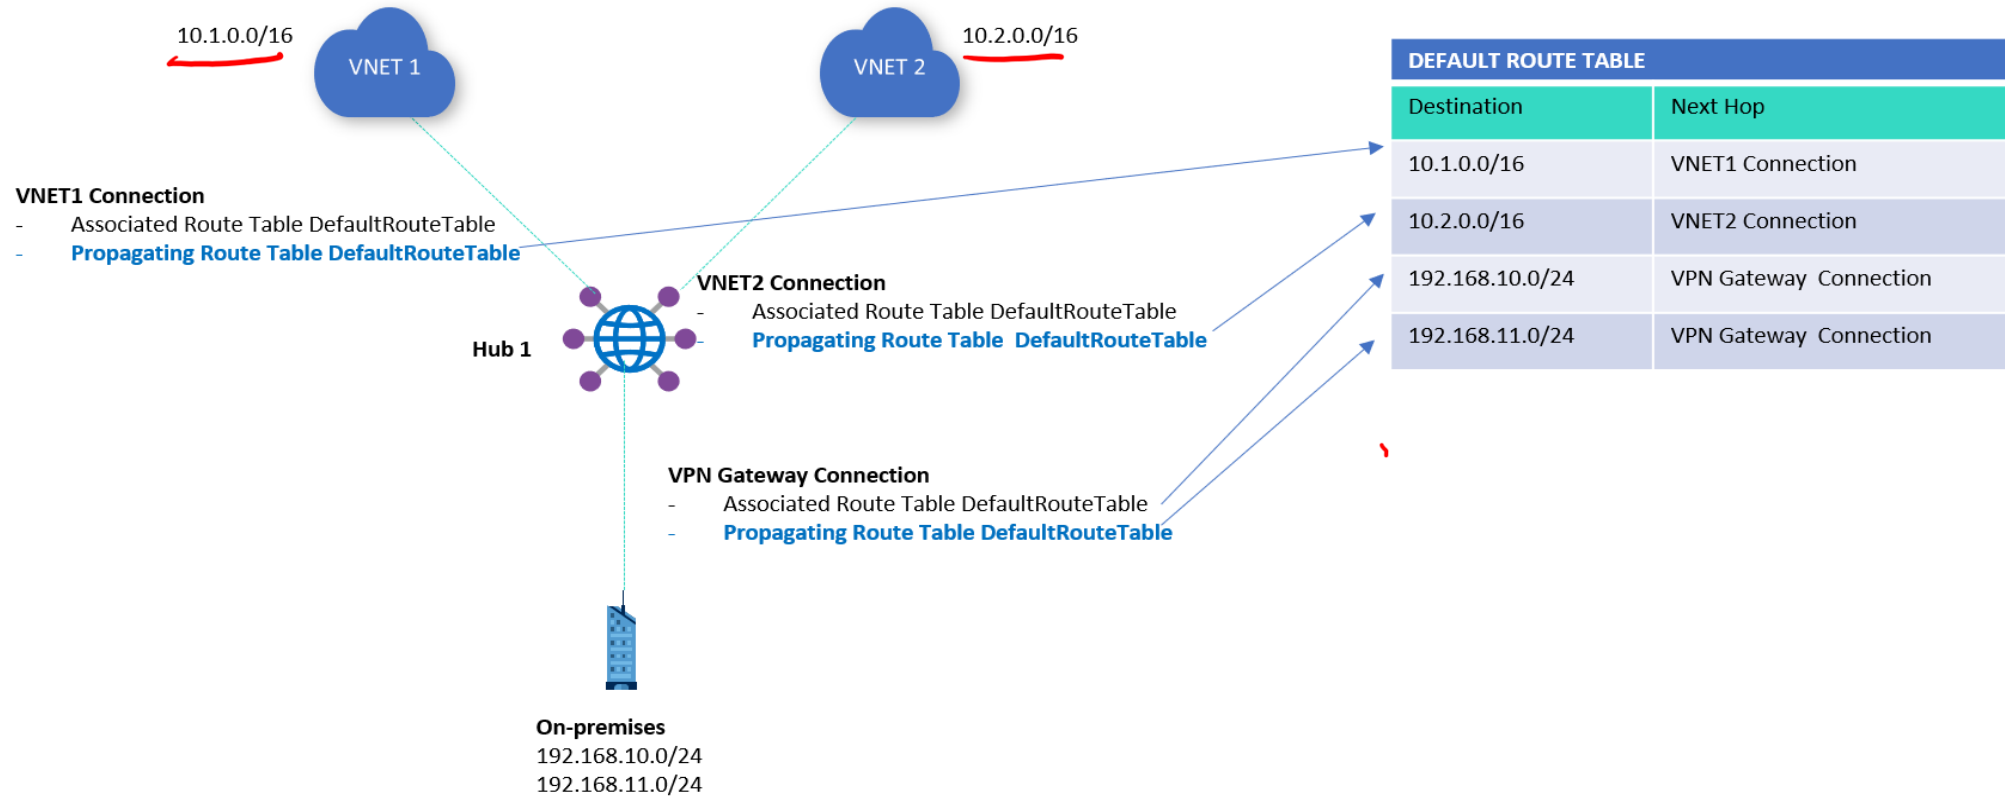 10.1.0.0/16
VNET 1
VNET 2
10.2.0.0/16
VNET1 Connection
- Associated Route Table DefaultRouteTable
- Propagating Route Table DefaultRouteTable
VNET2 Connection
- Associated Route Table DefaultRouteTable
- Propagating Route Table DefaultRouteTable
Hub 1
VPN Gateway Connection
- Associated Route Table DefaultRouteTable
- Propagating Route Table DefaultRouteTable
On-premises
192.168.10.0/24
192.168.11.0/24
DEFAULT ROUTE TABLE
Destination Next Hop
10.1.0.0/16 VNET1 Connection
10.2.0.0/16 VNET2 Connection
192.168.10.0/24 VPN Gateway Connection
192.168.11.0/24 VPN Gateway Connection